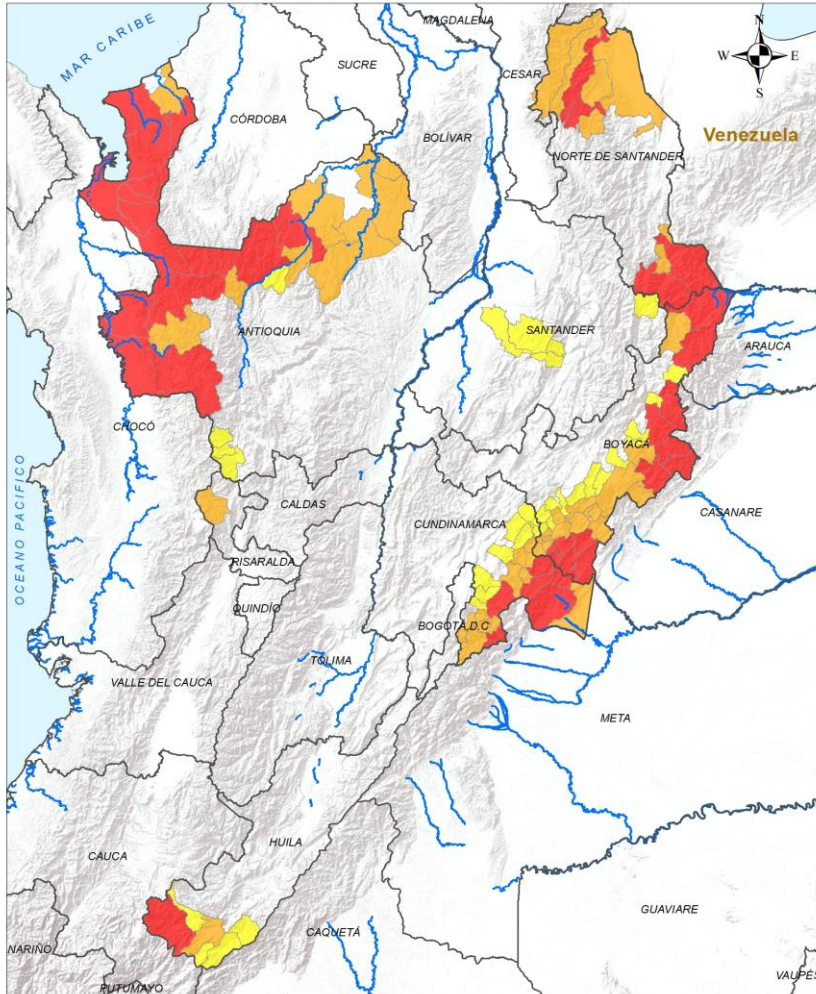 MAGDALENA
N
W E
S
MAR CARIBE
SUCRE
CESAR
CÓRDOBA
BOLÍVAR
Venezuela
NORTE DE SANTANDER
ANTIOQUIA
SANTANDER
ARAUCA
CHOCÓ
BOYACÁ
OCEANO PACIFICO
CALDAS
CUNDINAMARCA
CASANARE
RISARALDA
QUINDÍO
BOGOTÁ,D.C
TOLIMA
VALLE DEL CAUCA
META
HUILA
CAUCA
GUAVIARE
CAQUETÁ
NARIÑO
PUTUMAYO
VAUPÉS